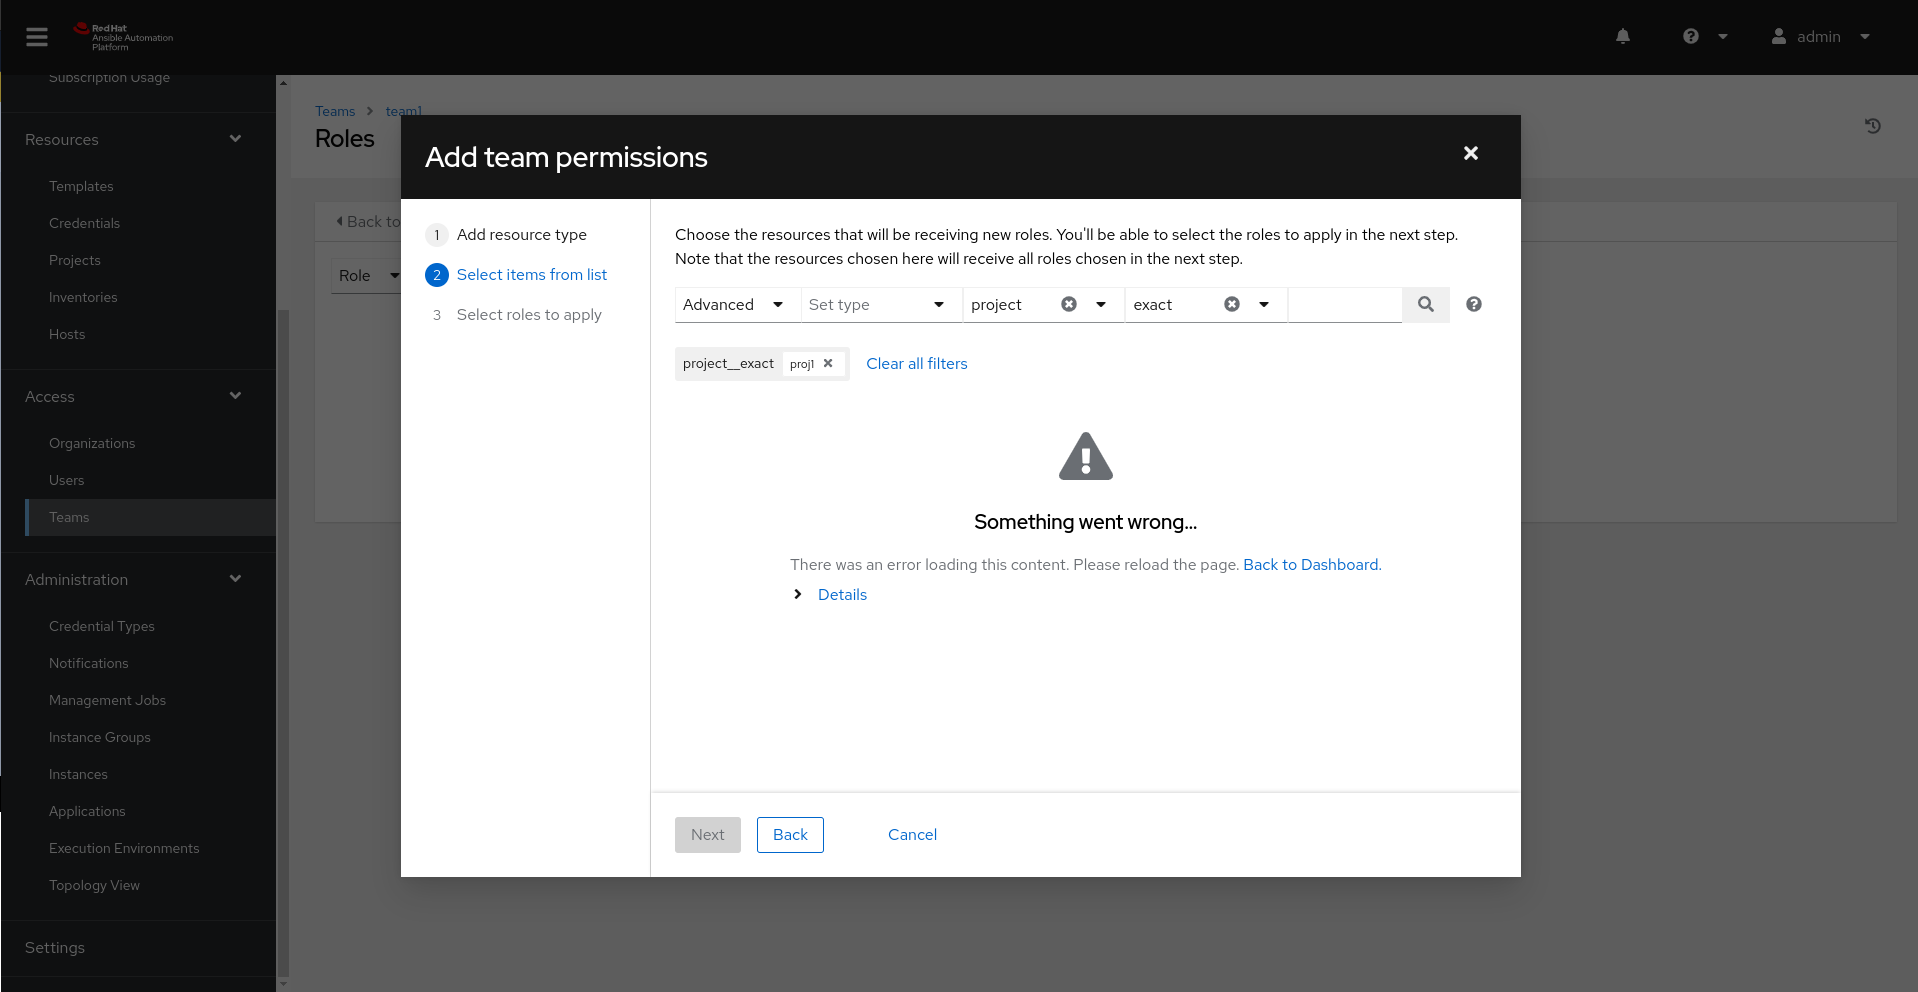 Red Hat
Ansible Automation
Platform
admin
Subscription Usage
Resources
Templates
Credentials
Projects
Inventories
Hosts
Access
Organizations
Users
Teams
Administration
Credential Types
Notifications
Management Jobs
Instance Groups
Instances
Applications
Execution Environments
Topology View
Settings
Teams team1
Roles
Back to
Role
Add team permissions
1 Add resource type
2 Select items from list
3 Select roles to apply
Choose the resources that will be receiving new roles. You'll be able to select the roles to apply in the next step.
Note that the resources chosen here will receive all roles chosen in the next step.
Advanced Set type project exact
project__exact proj1 Clear all filters
Something went wrong...
There was an error loading this content. Please reload the page. Back to Dashboard.
Details
Next Back Cancel